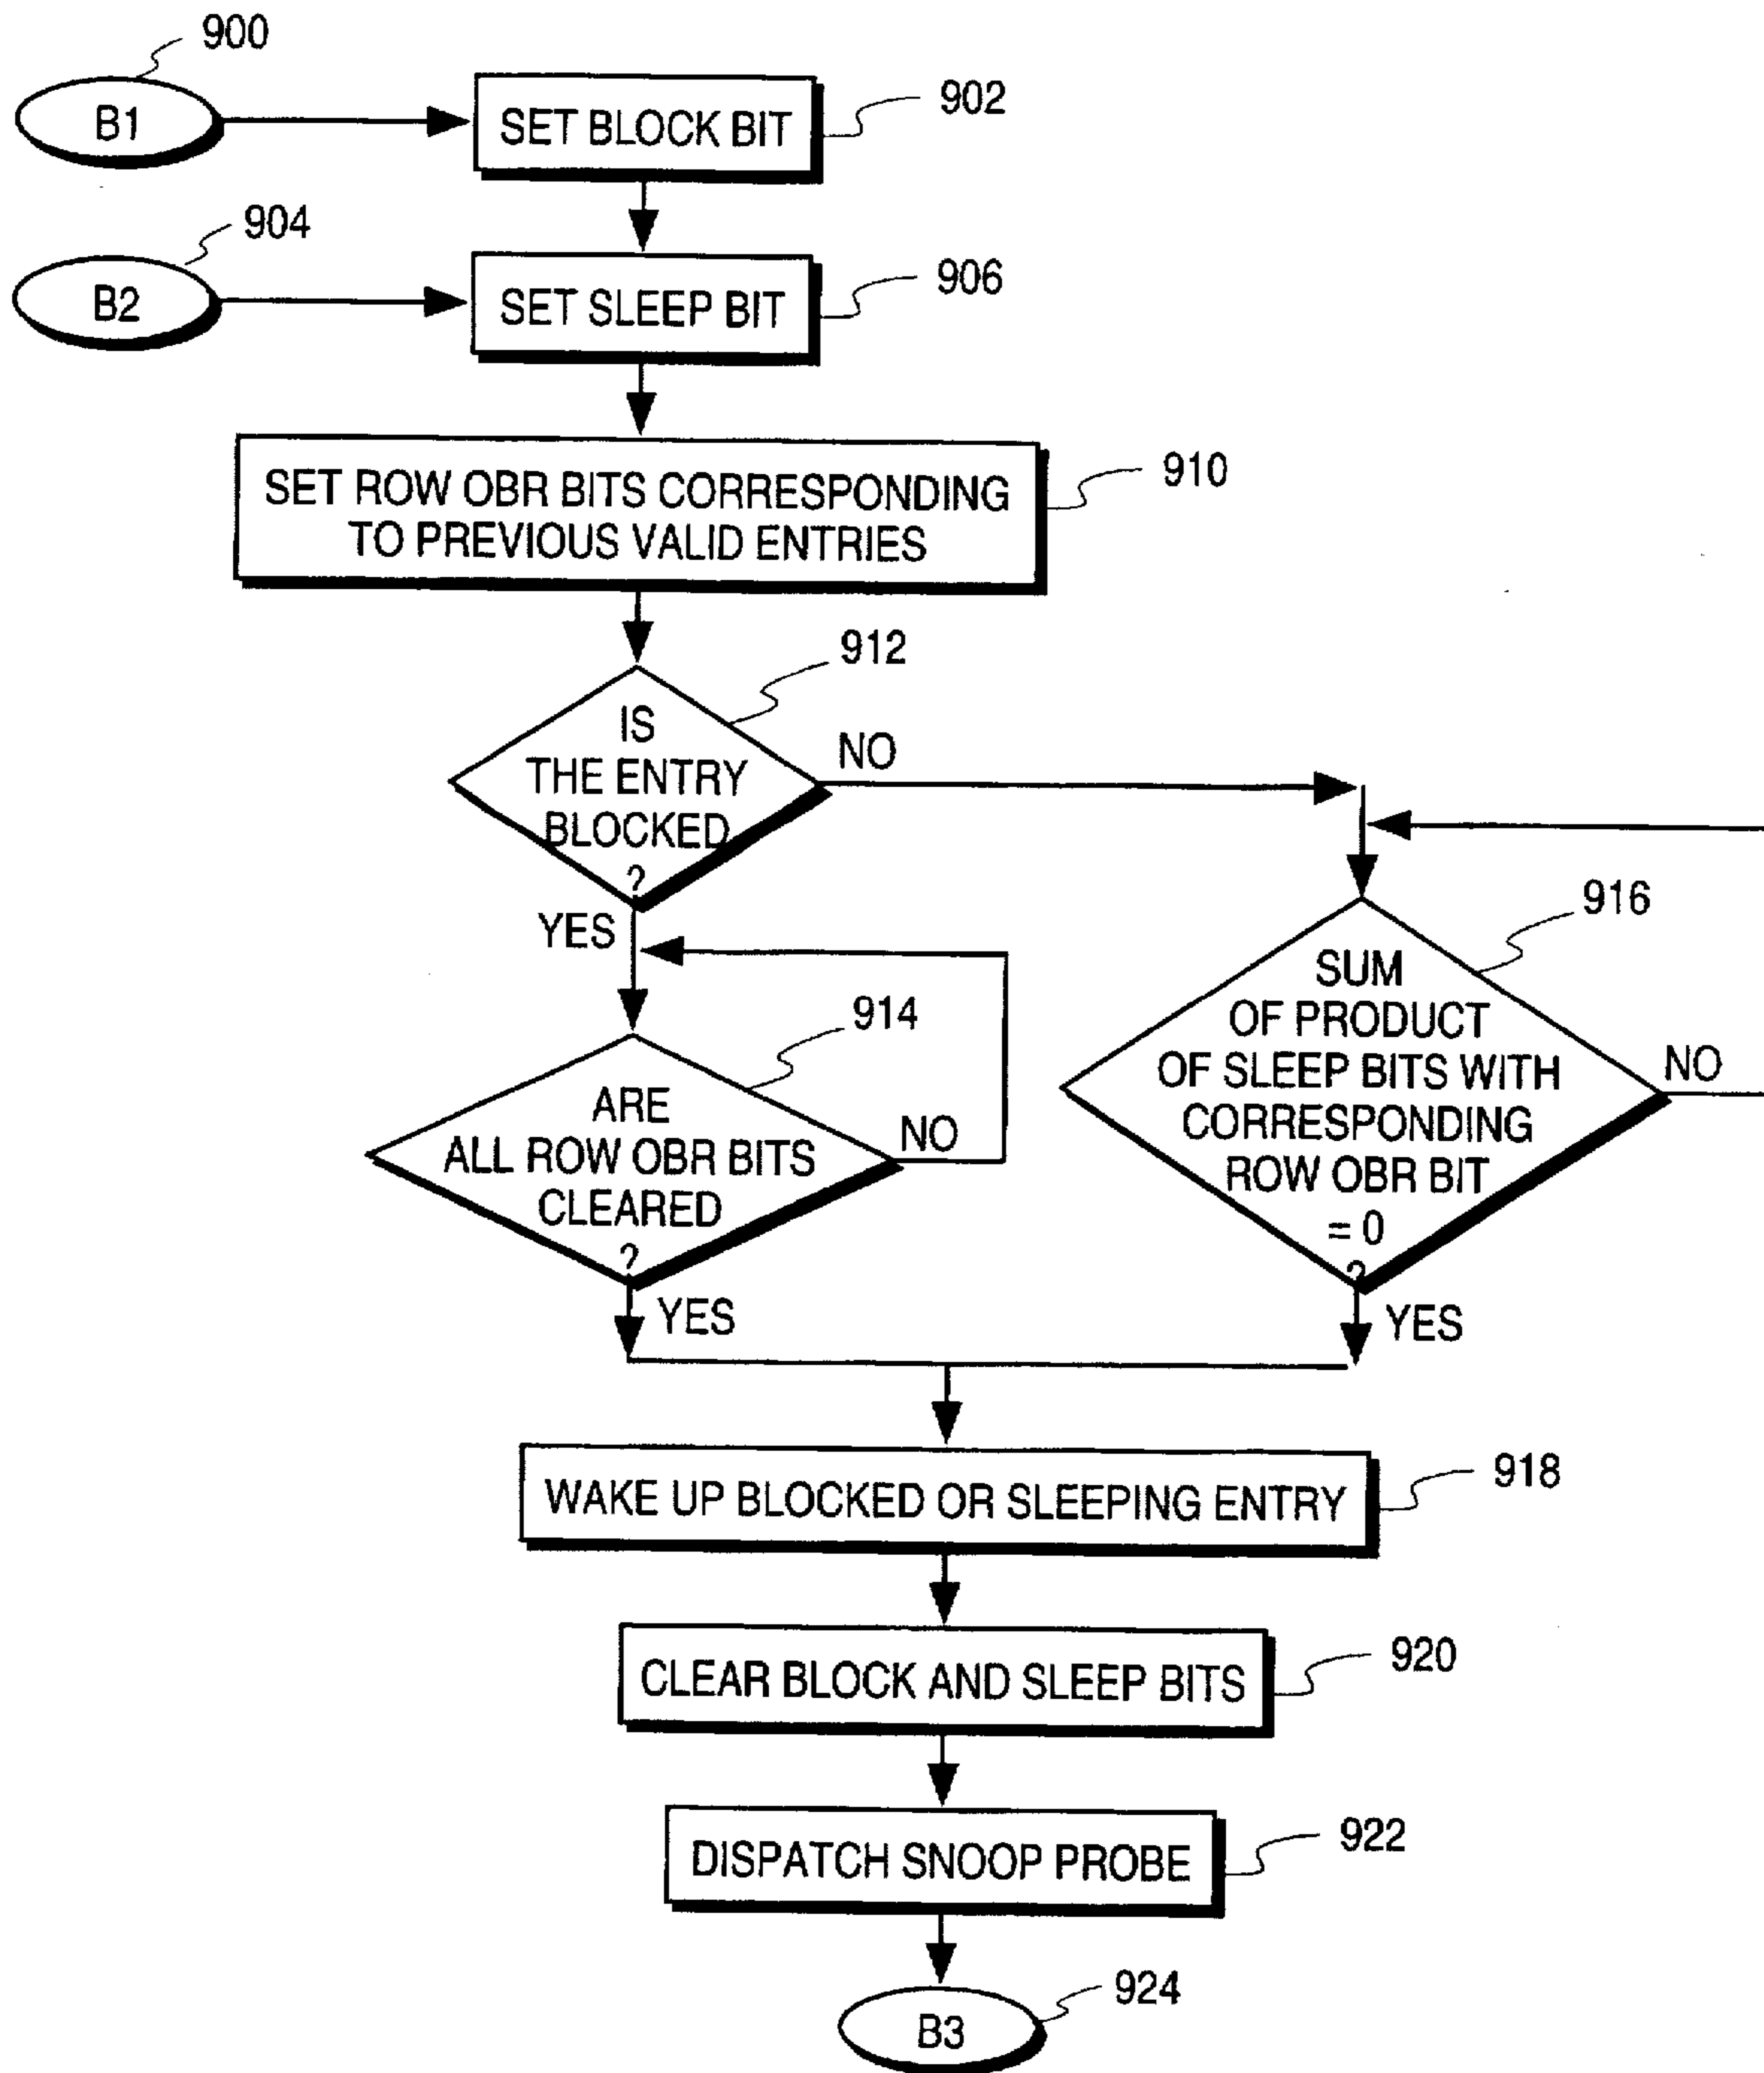 900
B1
SET BLOCK BIT
902
904
B2
SET SLEEP BIT
906
SET ROW OBR BITS CORRESPONDING
TO PREVIOUS VALID ENTRIES
910
912
IS
THE ENTRY
BLOCKED
?
NO
YES
914
ARE
ALL ROW OBR BITS
CLEARED
?
NO
YES
916
SUM
OF PRODUCT
OF SLEEP BITS WITH
CORRESPONDING
ROW OBR BIT
= 0
?
NO
YES
WAKE UP BLOCKED OR SLEEPING ENTRY
918
CLEAR BLOCK AND SLEEP BITS
920
DISPATCH SNOOP PROBE
922
924
B3